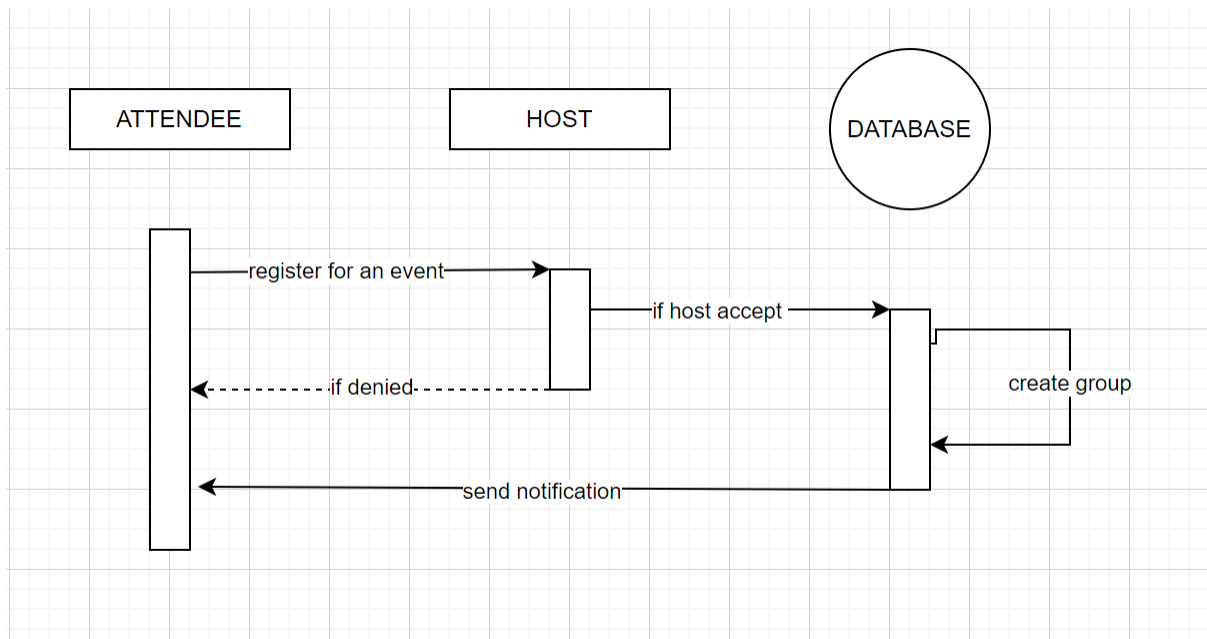 ATTENDEE
HOST
DATABASE
register for an event
if host accept
if denied
create group
send notification